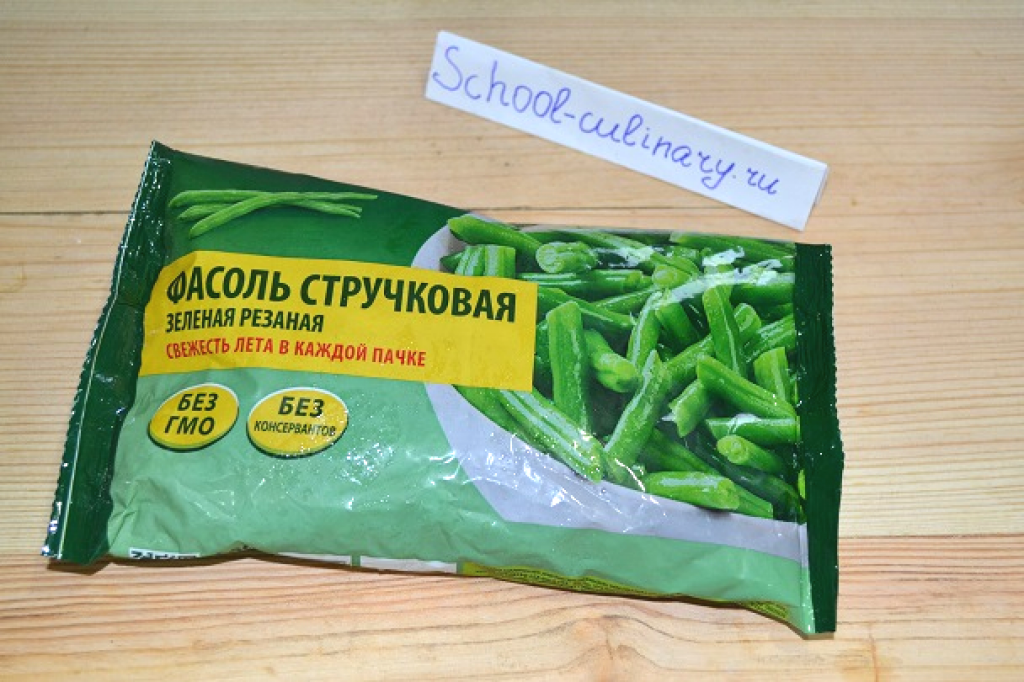 School-culinary.ru
ФАСОЛЬ СТРУЧКОВАЯ
ЗЕЛЕНАЯ РЕЗАНАЯ
СВЕЖЕСТЬ ЛЕТА В КАЖДОЙ ПАЧКЕ
БЕЗ
ГМО
БЕЗ
КОНСЕРВАНТОВ